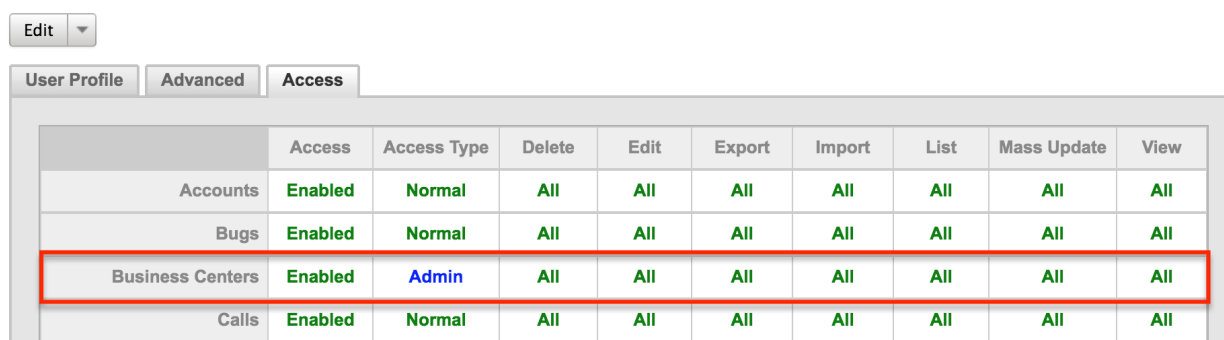 Edit
User Profile Advanced Access
Access Access Type Delete Edit Export Import List Mass Update View
Accounts Enabled Normal All All All All All All All
Bugs Enabled Normal All All All All All All All
Business Centers Enabled Admin All All All All All All All
Calls Enabled Normal All All All All All All All